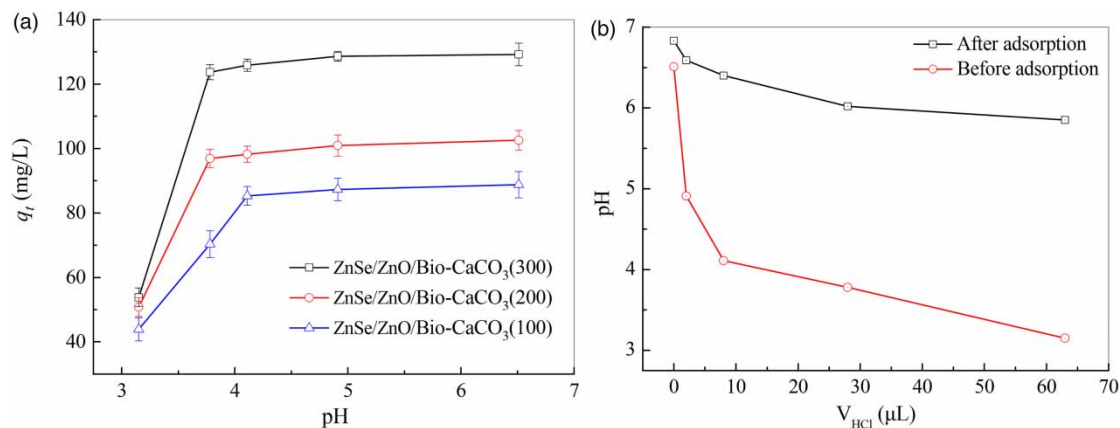 (a)
140
120
100
80
60
40
q_t (mg/L)
3
4
5
6
7
pH
ZnSe/ZnO/Bio-CaCO₃(300)
ZnSe/ZnO/Bio-CaCO₃(200)
ZnSe/ZnO/Bio-CaCO₃(100)
(b)
7
6
5
4
3
pH
After adsorption
Before adsorption
0
10
20
30
40
50
60
70
V_HCl (μL)